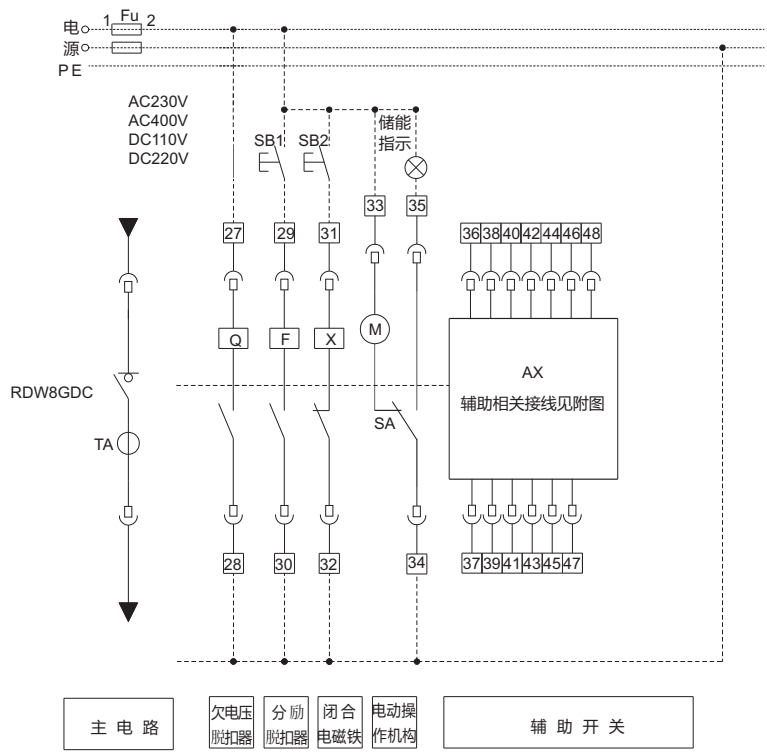 电 1 Fu 2
源
PE
AC230V
AC400V
DC110V
DC220V
SB1 SB2
储能
指示
33 35
27 29 31
36 38 40 42 44 46 48
Q F X M
RDW8GDC
TA
SA
AX
辅助相关接线见附图
28 30 32 34
37 39 41 43 45 47
主电路
欠电压
脱扣器
分励
脱扣器
闭合
电磁铁
电动操
作机构
辅助开关